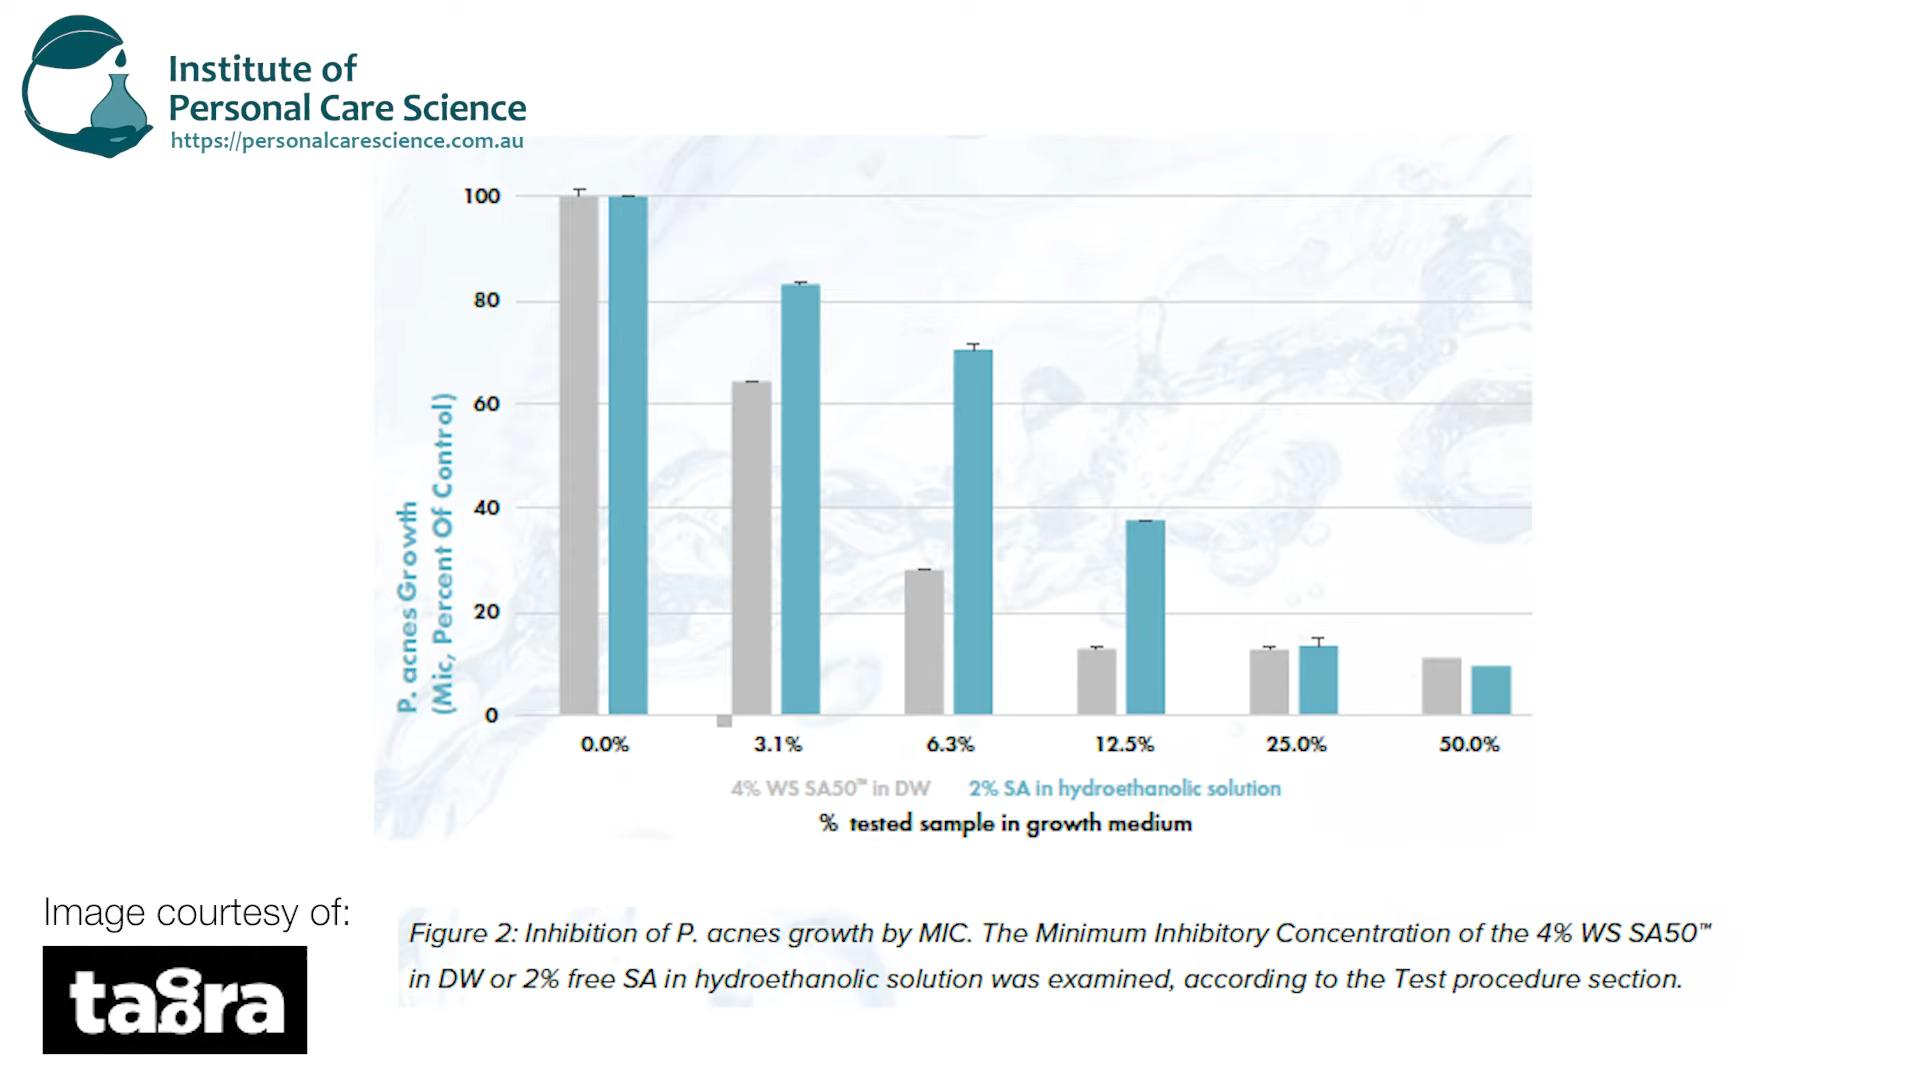 Institute of
Personal Care Science
https://personalcarescience.com.au
100
80
60
40
20
0
P. acnes Growth
(Mic, Percent Of Control)
0.0%
3.1%
6.3%
12.5%
25.0%
50.0%
4% WS SA50™ in DW
2% SA in hydroethanolic solution
% tested sample in growth medium
Image courtesy of:
tagra
Figure 2: Inhibition of P. acnes growth by MIC. The Minimum Inhibitory Concentration of the 4% WS SA50™
in DW or 2% free SA in hydroethanolic solution was examined, according to the Test procedure section.